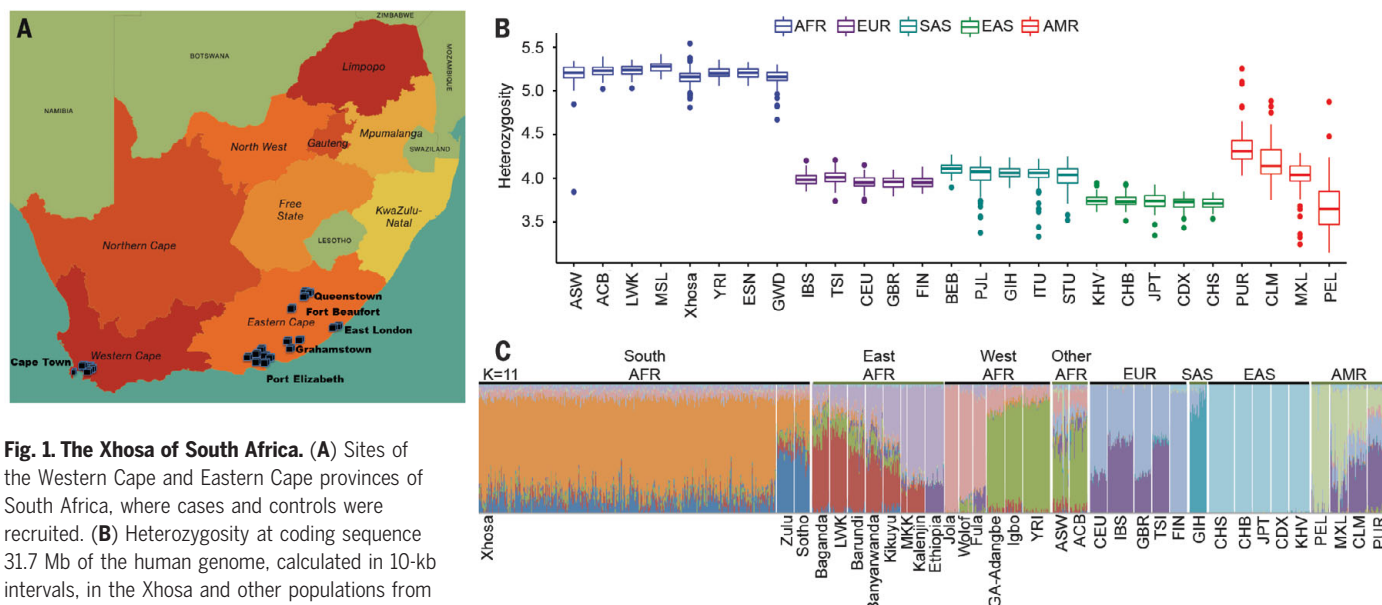 A
ZIMBABWE
BOTSWANA
MOZAMBIQUE
NAMIBIA
Limpopo
North West
Gauteng
Mpumalanga
SWAZILAND
Free State
KwaZulu-Natal
LESOTHO
Northern Cape
Queenstown
Fort Beaufort
Eastern Cape
East London
Grahamstown
Cape Town
Western Cape
Port Elizabeth
Fig. 1. The Xhosa of South Africa. (A) Sites of
the Western Cape and Eastern Cape provinces of
South Africa, where cases and controls were
recruited. (B) Heterozygosity at coding sequence
31.7 Mb of the human genome, calculated in 10-kb
intervals, in the Xhosa and other populations from
B
AFR EUR SAS EAS AMR
Heterozygosity
5.5
5.0
4.5
4.0
3.5
ASW ACB LWK MSL Xhosa YRI ESN GWD IBS TSI CEU GBR FIN BEB PJL GIH ITU STU KHV CHB JPT CDX CHS PUR CLM MXL PEL
C
South East West Other
K=11 AFR AFR AFR AFR EUR SAS EAS AMR
Xhosa Zulu Sotho Baganda LWK Barundi Banyarwanda Kikuyu MKK Kalenjin Ethiopia Jola Wolof Fula GA-Adangbe Igbo YRI ASW ACB CEU IBS GBR TSI FIN GIH CHS CHB JPT CDX KHV PEL MXL CLM PUR